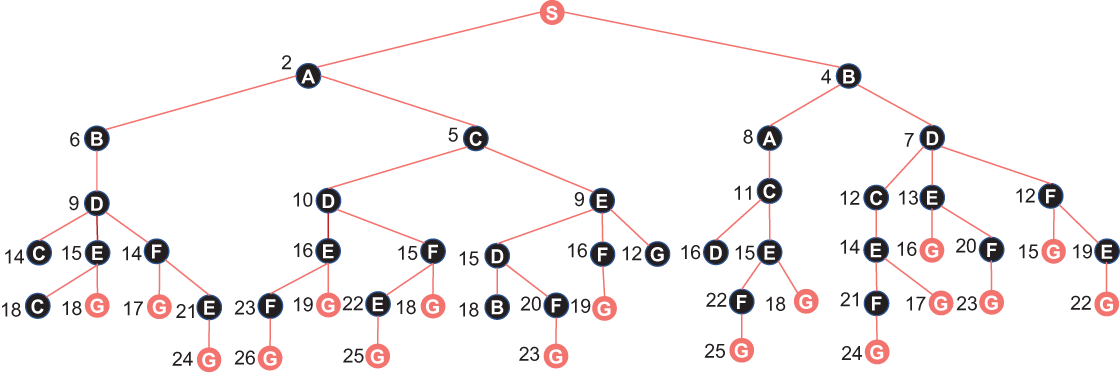 S
2 A 4 B
6 B 5 C 8 A 7 D
9 D 10 D 9 E 11 C 12 C 13 E 12 F
14 C 15 E 14 F 16 E 15 F 15 D 16 F 12 G 16 D 15 E 14 E 16 G 20 F 15 G 19 E
18 C 18 G 17 G 21 E 23 F 19 G 22 E 18 G 18 B 20 F 19 G 22 F 18 G 21 F 17 G 23 G 22 G
24 G 26 G 25 G 23 G 25 G 24 G